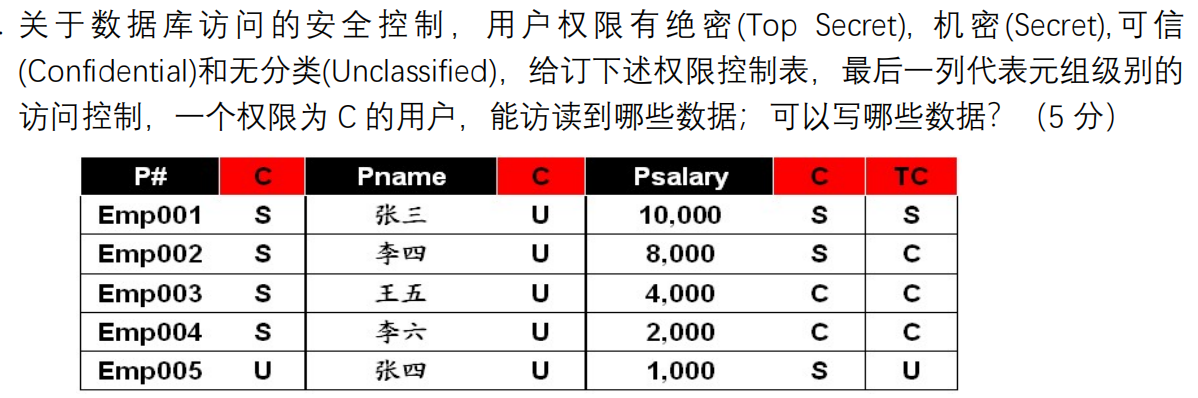 . 关于数据库访问的安全控制，用户权限有绝密(Top Secret), 机密(Secret),可信
(Confidential)和无分类(Unclassified)，给订下述权限控制表，最后一列代表元组级别的
访问控制，一个权限为 C 的用户，能访读到哪些数据；可以写哪些数据？（5 分）
P# C Pname C Psalary C TC
Emp001 S 张三 U 10,000 S S
Emp002 S 李四 U 8,000 S C
Emp003 S 王五 U 4,000 C C
Emp004 S 李六 U 2,000 C C
Emp005 U 张四 U 1,000 S U